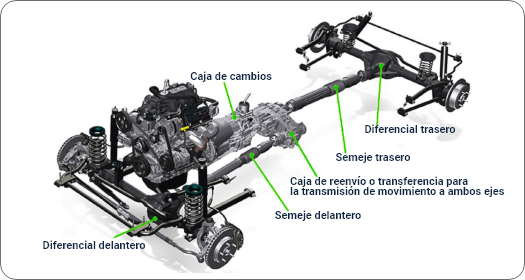 Caja de cambios
Diferencial trasero
Semeje trasero
Caja de reenvío o transferencia para
la transmisión de movimiento a ambos ejes
Semeje delantero
Diferencial delantero